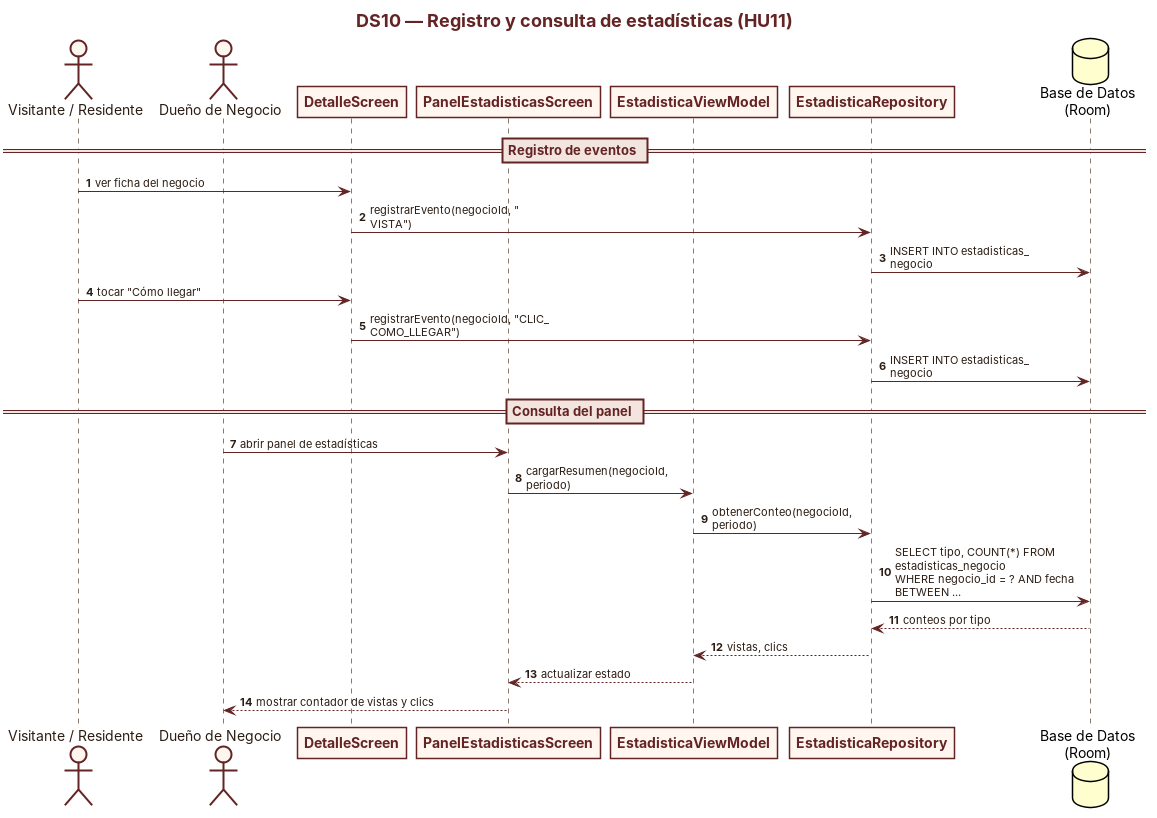 DS10 — Registro y consulta de estadísticas (HU11)
Visitante / Residente
Dueño de Negocio
DetalleScreen
PanelEstadisticasScreen
EstadisticaViewModel
EstadisticaRepository
Base de Datos
(Room)
Registro de eventos
1 ver ficha del negocio
2 registrarEvento(negocioId, "
VISTA")
3 INSERT INTO estadisticas_
negocio
4 tocar "Cómo llegar"
5 registrarEvento(negocioId, "CLIC_
COMO_LLEGAR")
6 INSERT INTO estadisticas_
negocio
Consulta del panel
7 abrir panel de estadísticas
8 cargarResumen(negocioId,
periodo)
9 obtenerConteo(negocioId,
periodo)
10 SELECT tipo, COUNT(*) FROM
estadisticas_negocio
WHERE negocio_id = ? AND fecha
BETWEEN ...
11 conteos por tipo
12 vistas, clics
13 actualizar estado
14 mostrar contador de vistas y clics
Visitante / Residente
Dueño de Negocio
DetalleScreen
PanelEstadisticasScreen
EstadisticaViewModel
EstadisticaRepository
Base de Datos
(Room)